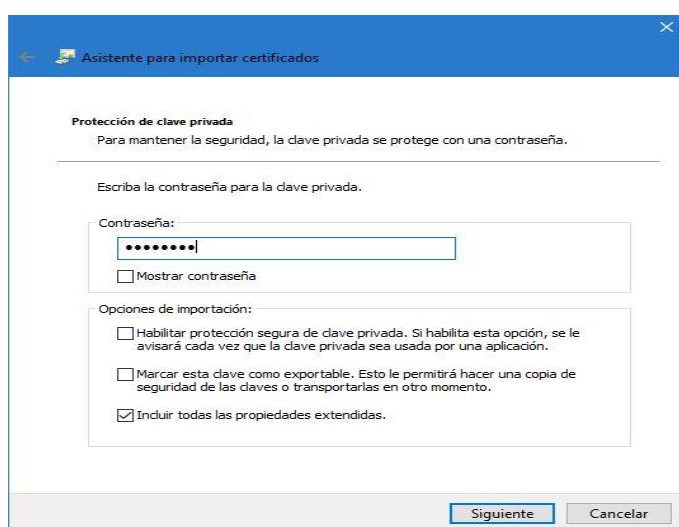 Asistente para importar certificados
Protección de clave privada
Para mantener la seguridad, la clave privada se protege con una contraseña.
Escriba la contraseña para la clave privada.
Contraseña:
••••••••
Mostrar contraseña
Opciones de importación:
Habilitar protección segura de clave privada. Si habilita esta opción, se le
avisará cada vez que la clave privada sea usada por una aplicación.
Marcar esta clave como exportable. Esto le permitirá hacer una copia de
seguridad de las claves o transportarlas en otro momento.
Incluir todas las propiedades extendidas.
Siguiente
Cancelar